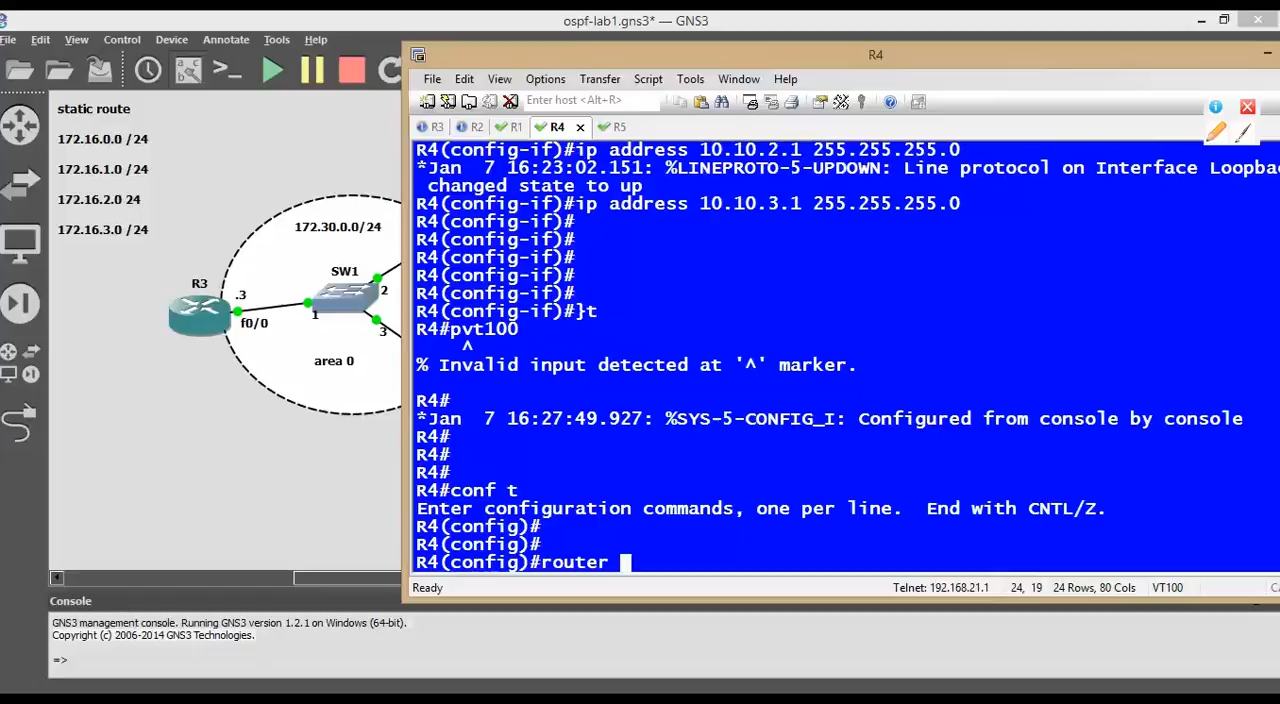 ospf-lab1.gns3* — GNS3
File Edit View Control Device Annotate Tools Help
static route
172.16.0.0 /24
172.16.1.0 /24
172.16.2.0 24
172.16.3.0 /24
172.30.0.0/24
SW1
R3
.3
f0/0
1
2
3
area 0
R4
File Edit View Options Transfer Script Tools Window Help
Enter host <Alt+R>
R3 R2 R1 R4 R5
R4(config-if)#ip address 10.10.2.1 255.255.255.0
*Jan  7 16:23:02.151: %LINEPROTO-5-UPDOWN: Line protocol on Interface Loopba
 changed state to up
R4(config-if)#ip address 10.10.3.1 255.255.255.0
R4(config-if)#
R4(config-if)#
R4(config-if)#
R4(config-if)#
R4(config-if)#
R4(config-if)#}t
R4#pvt100
^
% Invalid input detected at '^' marker.
R4#
*Jan  7 16:27:49.927: %SYS-5-CONFIG_I: Configured from console by console
R4#
R4#
R4#
R4#conf t
Enter configuration commands, one per line.  End with CNTL/Z.
R4(config)#
R4(config)#
R4(config)#router
Ready Telnet: 192.168.21.1 24, 19 24 Rows, 80 Cols VT100
Console
GNS3 management console. Running GNS3 version 1.2.1 on Windows (64-bit).
Copyright (c) 2006-2014 GNS3 Technologies.
=>